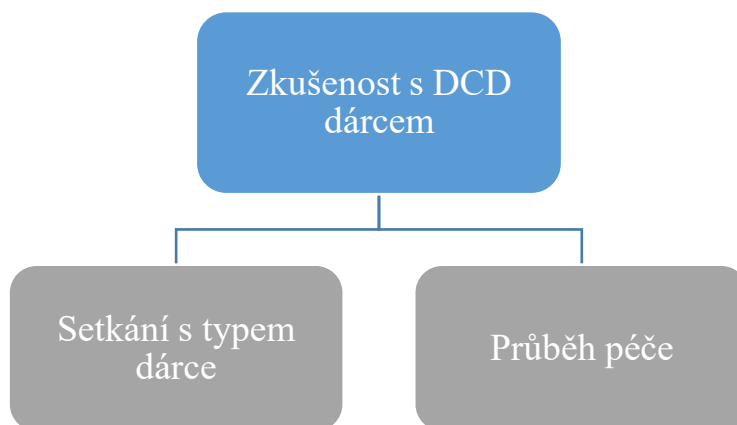 Zkušenost s DCD
dárcem
Setkání s typem
dárce
Průběh péče